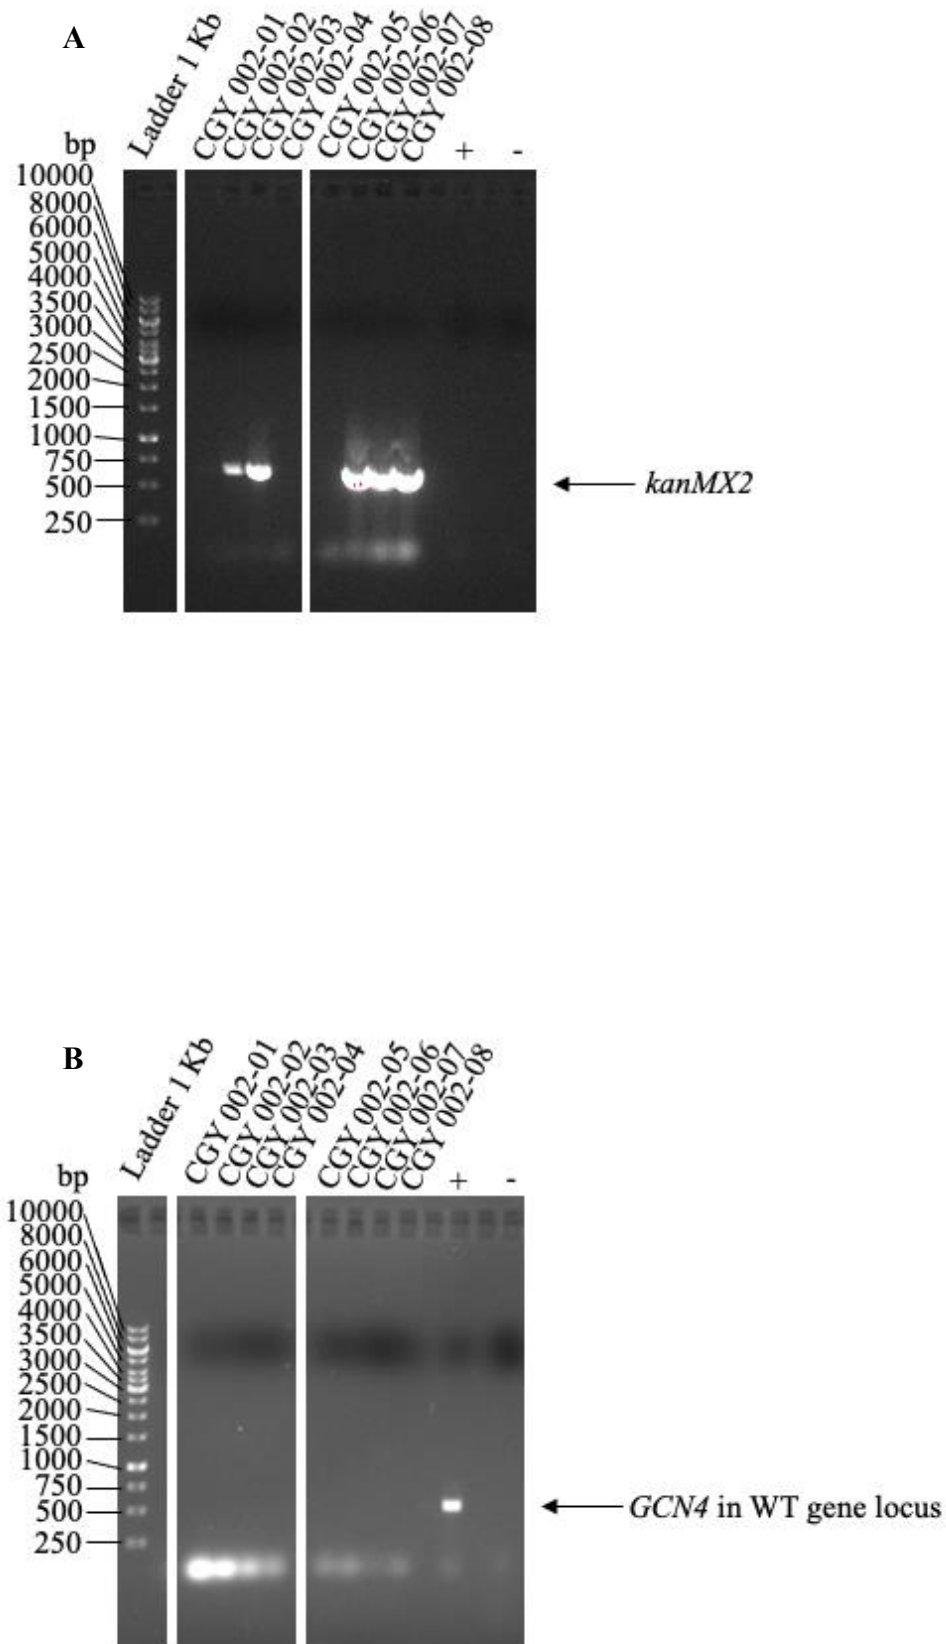 A
Ladder 1 Kb
CGY 002-01
CGY 002-02
CGY 002-03
CGY 002-04
CGY 002-05
CGY 002-06
CGY 002-07
CGY 002-08
bp
+
-
10000
8000
6000
5000
4000
3500
3000
2500
2000
1500
1000
750
500
250
kanMX2
B
Ladder 1 Kb
CGY 002-01
CGY 002-02
CGY 002-03
CGY 002-04
CGY 002-05
CGY 002-06
CGY 002-07
CGY 002-08
bp
+
-
10000
8000
6000
5000
4000
3500
3000
2500
2000
1500
1000
750
500
250
GCN4 in WT gene locus